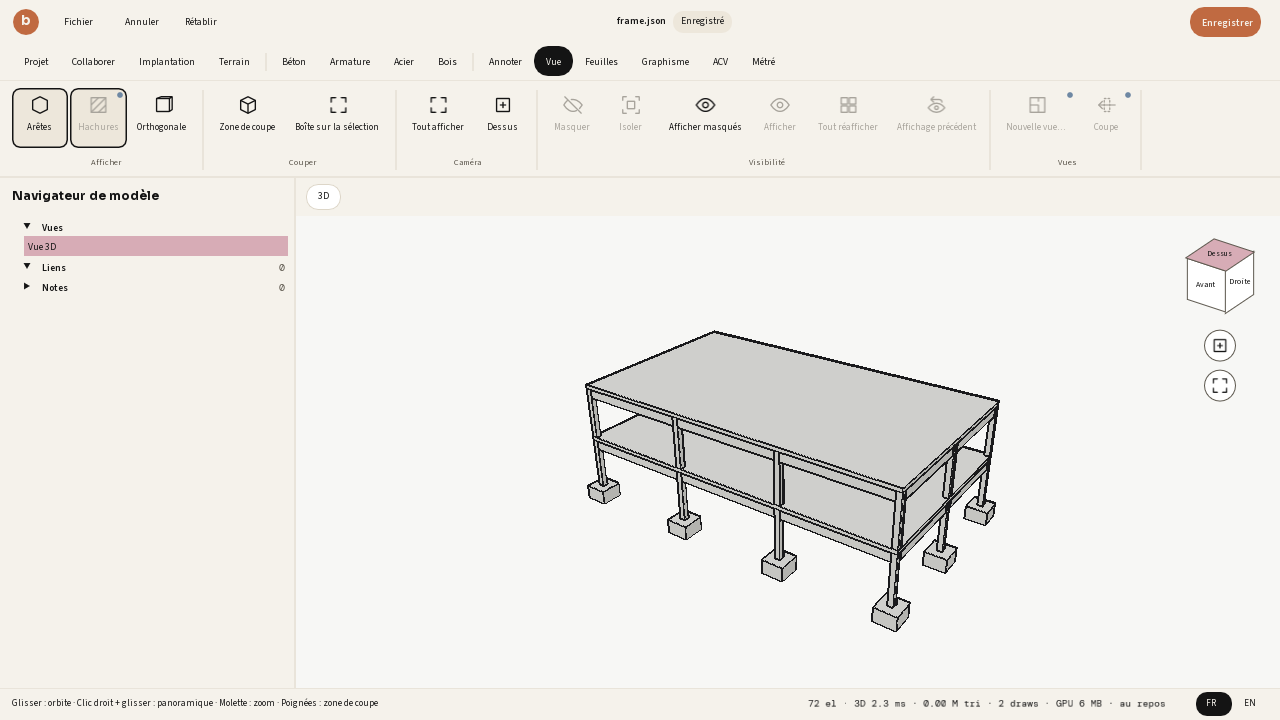 b Fichier Annuler Rétablir frame.json Enregistré Enregistrer
Projet Collaborer Implantation Terrain Béton Armature Acier Bois Annoter Vue Feuilles Graphisme ACV Métré
Arêtes Hachures Orthogonale Zone de coupe Boîte sur la sélection Tout afficher Dessus Masquer Isoler Afficher masqués Afficher Tout réafficher Affichage précédent Nouvelle vue… Coupe
Afficher Couper Caméra Visibilité Vues
Navigateur de modèle
3D
Vues
Vue 3D
Liens 0
Notes 0
Dessus
Avant Droite
Glisser : orbite · Clic droit + glisser : panoramique · Molette : zoom · Poignées : zone de coupe
72 el · 3D 2.3 ms · 0.00 M tri · 2 draws · GPU 6 MB · au repos
FR EN